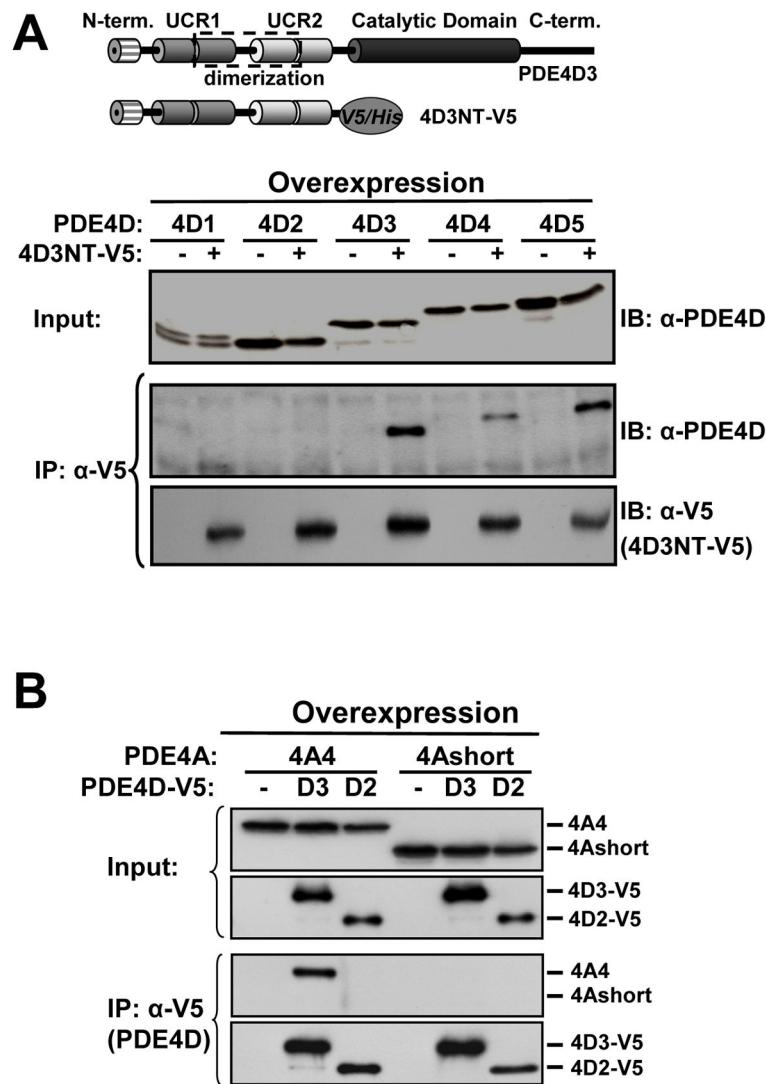 A
N-term. UCR1 UCR2 Catalytic Domain C-term.
dimerization
PDE4D3
V5/His 4D3NT-V5
Overexpression
PDE4D: 4D1 4D2 4D3 4D4 4D5
4D3NT-V5: - + - + - + - + - +
Input: IB: α-PDE4D
IP: α-V5 IB: α-PDE4D
IB: α-V5
(4D3NT-V5)
B
Overexpression
PDE4A: 4A4 4Ashort
PDE4D-V5: - D3 D2 - D3 D2
Input:
4A4
4Ashort
4D3-V5
4D2-V5
IP: α-V5
(PDE4D)
4A4
4Ashort
4D3-V5
4D2-V5